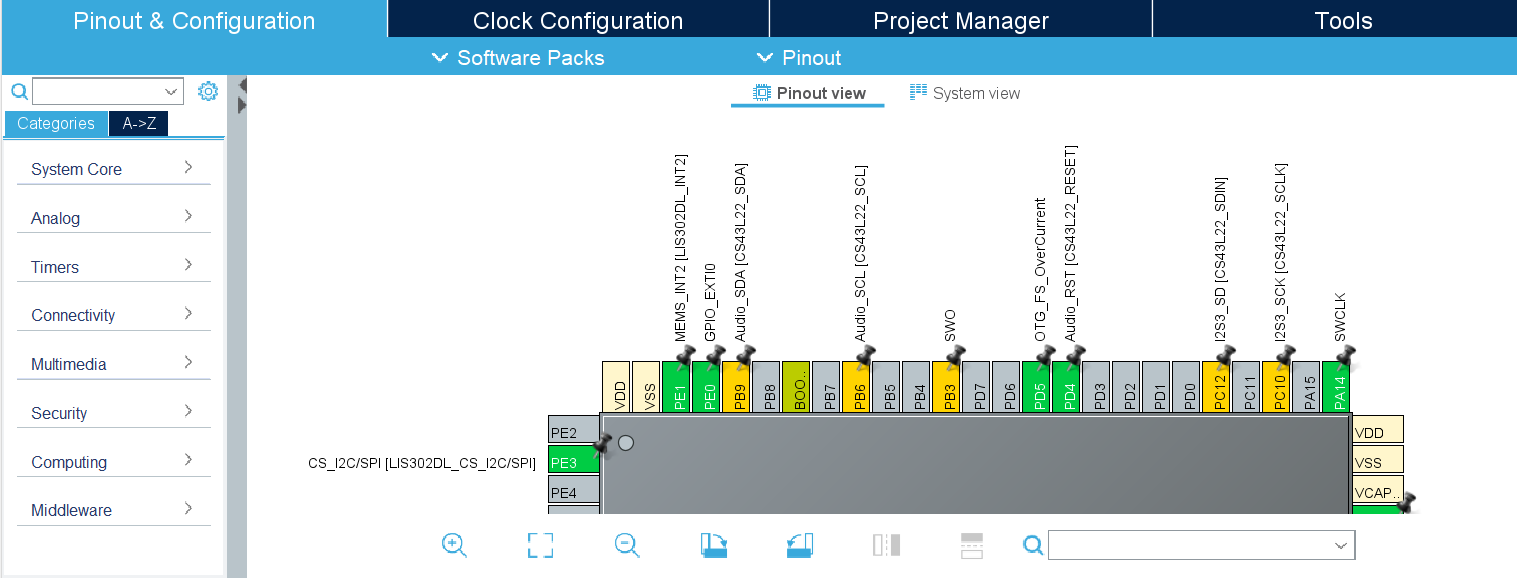 Pinout & Configuration
Clock Configuration
Project Manager
Tools
Software Packs
Pinout
Categories
A->Z
System Core
Analog
Timers
Connectivity
Multimedia
Security
Computing
Middleware
Pinout view
System view
MEMS_INT2 [LIS302DL_INT2]
GPIO_EXTI0
Audio_SDA [CS43L22_SDA]
Audio_SCL [CS43L22_SCL]
SWO
OTG_FS_OverCurrent
Audio_RST [CS43L22_RESET]
I2S3_SD [CS43L22_SDIN]
I2S3_SCK [CS43L22_SCLK]
SWCLK
VDD
VSS
PE1
PE0
PB9
PB8
BOO..
PB7
PB6
PB5
PB4
PB3
PD7
PD6
PD5
PD4
PD3
PD2
PD1
PD0
PC12
PC11
PC10
PA15
PA14
PE2
CS_I2C/SPI [LIS302DL_CS_I2C/SPI]
PE3
PE4
VDD
VSS
VCAP..